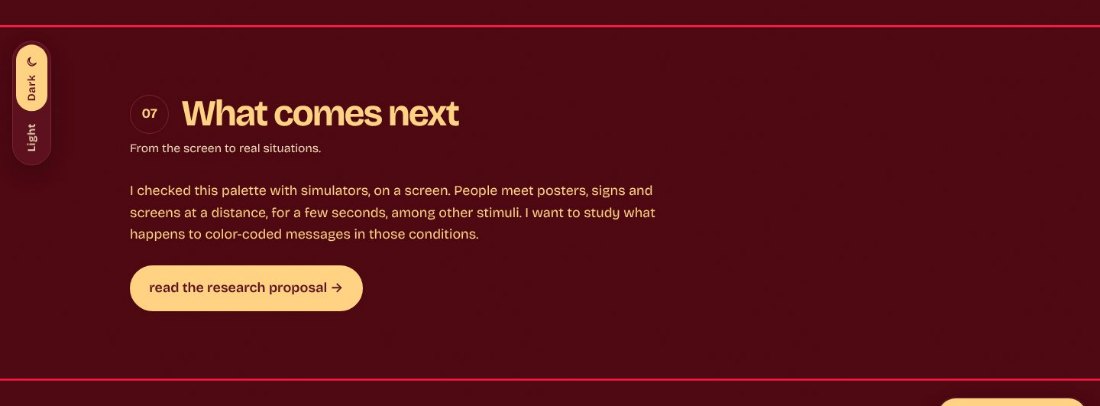 Dark
Light
07
What comes next
From the screen to real situations.
I checked this palette with simulators, on a screen. People meet posters, signs and
screens at a distance, for a few seconds, among other stimuli. I want to study what
happens to color-coded messages in those conditions.
read the research proposal →